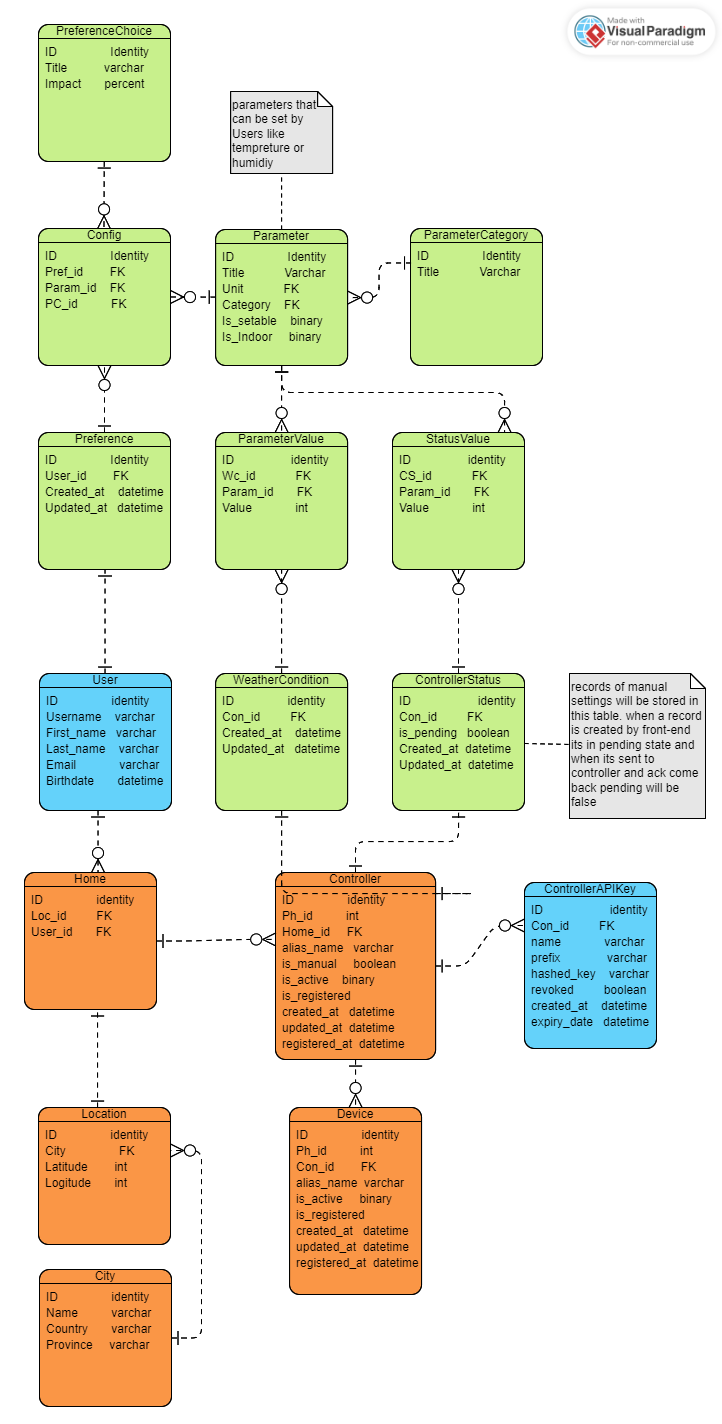 Made with
VisualParadigm
For non-commercial use
PreferenceChoice
ID Identity
Title varchar
Impact percent
parameters that
can be set by
Users like
tempreture or
humidiy
Config
ID Identity
Pref_id FK
Param_id FK
PC_id FK
Parameter
ID Identity
Title Varchar
Unit FK
Category FK
Is_setable binary
Is_Indoor binary
ParameterCategory
ID Identity
Title Varchar
Preference
ID Identity
User_id FK
Created_at datetime
Updated_at datetime
ParameterValue
ID identity
Wc_id FK
Param_id FK
Value int
StatusValue
ID identity
CS_id FK
Param_id FK
Value int
User
ID identity
Username varchar
First_name varchar
Last_name varchar
Email varchar
Birthdate datetime
WeatherCondition
ID identity
Con_id FK
Created_at datetime
Updated_at datetime
ControllerStatus
ID identity
Con_id FK
is_pending boolean
Created_at datetime
Updated_at datetime
records of manual
settings will be stored in
this table. when a record
is created by front-end
its in pending state and
when its sent to
controller and ack come
back pending will be
false
Home
ID identity
Loc_id FK
User_id FK
Controller
ID identity
Ph_id int
Home_id FK
alias_name varchar
is_manual boolean
is_active binary
is_registered
created_at datetime
updated_at datetime
registered_at datetime
ControllerAPIKey
ID identity
Con_id FK
name varchar
prefix varchar
hashed_key varchar
revoked boolean
created_at datetime
expiry_date datetime
Location
ID identity
City FK
Latitude int
Logitude int
Device
ID identity
Ph_id int
Con_id FK
alias_name varchar
is_active binary
is_registered
created_at datetime
updated_at datetime
registered_at datetime
City
ID identity
Name varchar
Country varchar
Province varchar